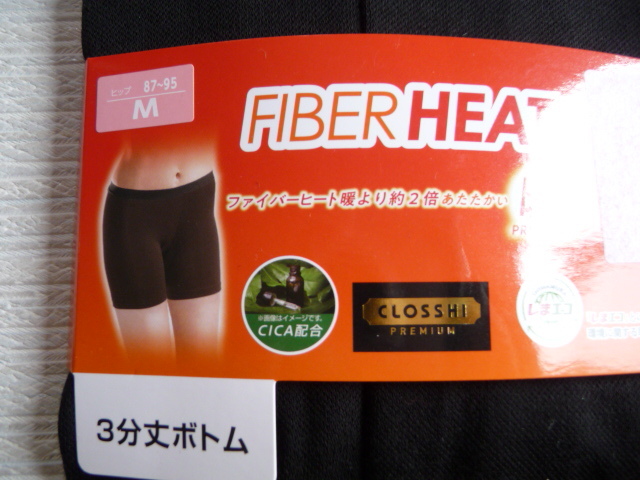 ヒップ 87~95
M
FIBER HEAT
ファイバーヒート暖より約2倍あたたかい
※画像はイメージです。
CICA配合
CLOSSHI
PREMIUM
3分丈ボトム